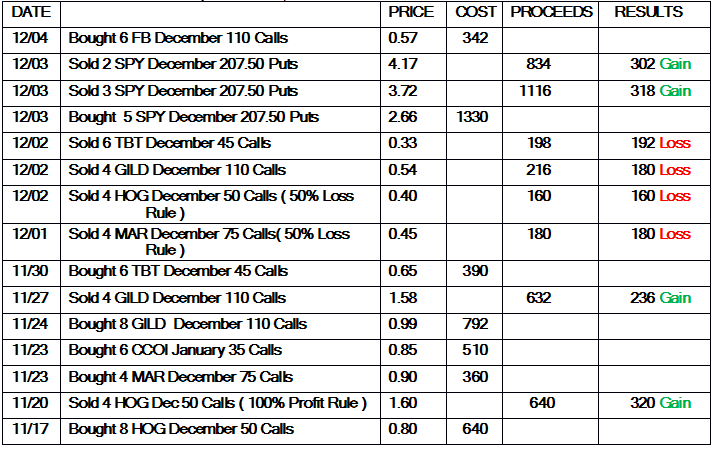 DATE PRICE COST PROCEEDS RESULTS
12/04 Bought 6 FB December 110 Calls 0.57 342
12/03 Sold 2 SPY December 207.50 Puts 4.17 834 302 Gain
12/03 Sold 3 SPY December 207.50 Puts 3.72 1116 318 Gain
12/03 Bought 5 SPY December 207.50 Puts 2.66 1330
12/02 Sold 6 TBT December 45 Calls 0.33 198 192 Loss
12/02 Sold 4 GILD December 110 Calls 0.54 216 180 Loss
12/02 Sold 4 HOG December 50 Calls ( 50% Loss 0.40 160 160 Loss
Rule )
12/01 Sold 4 MAR December 75 Calls( 50% Loss 0.45 180 180 Loss
Rule )
11/30 Bought 6 TBT December 45 Calls 0.65 390
11/27 Sold 4 GILD December 110 Calls 1.58 632 236 Gain
11/24 Bought 8 GILD December 110 Calls 0.99 792
11/23 Bought 6 CCOI January 35 Calls 0.85 510
11/23 Bought 4 MAR December 75 Calls 0.90 360
11/20 Sold 4 HOG Dec 50 Calls ( 100% Profit Rule ) 1.60 640 320 Gain
11/17 Bought 8 HOG December 50 Calls 0.80 640